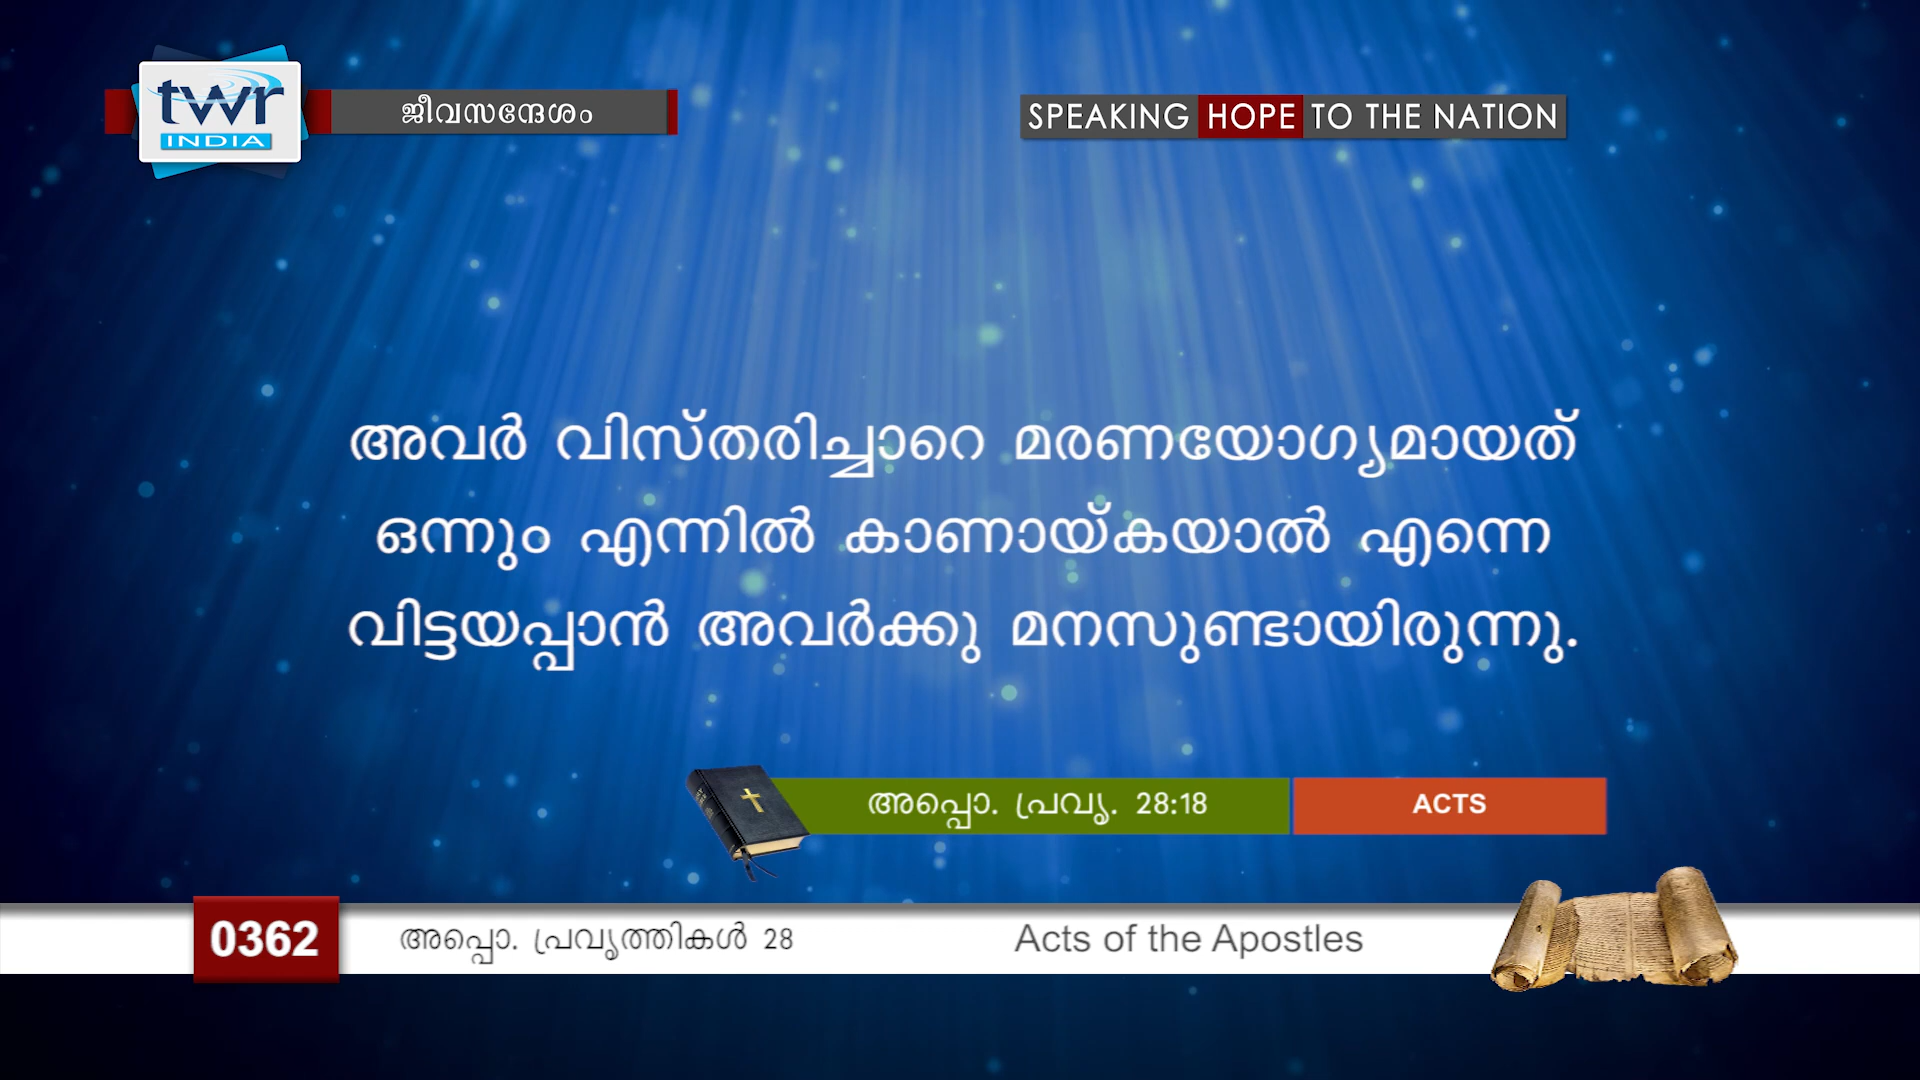 twr
INDIA
ജീവസന്ദേശം
SPEAKING HOPE TO THE NATION
അവർ വിസ്തരിച്ചാറെ മരണയോഗ്യമായത്
ഒന്നും എന്നിൽ കാണായ്കയാൽ എന്നെ
വിട്ടയപ്പാൻ അവർക്കു മനസുണ്ടായിരുന്നു.
അപ്പൊ. പ്രവൃ. 28:18
ACTS
0362
അപ്പൊ. പ്രവൃത്തികൾ 28
Acts of the Apostles